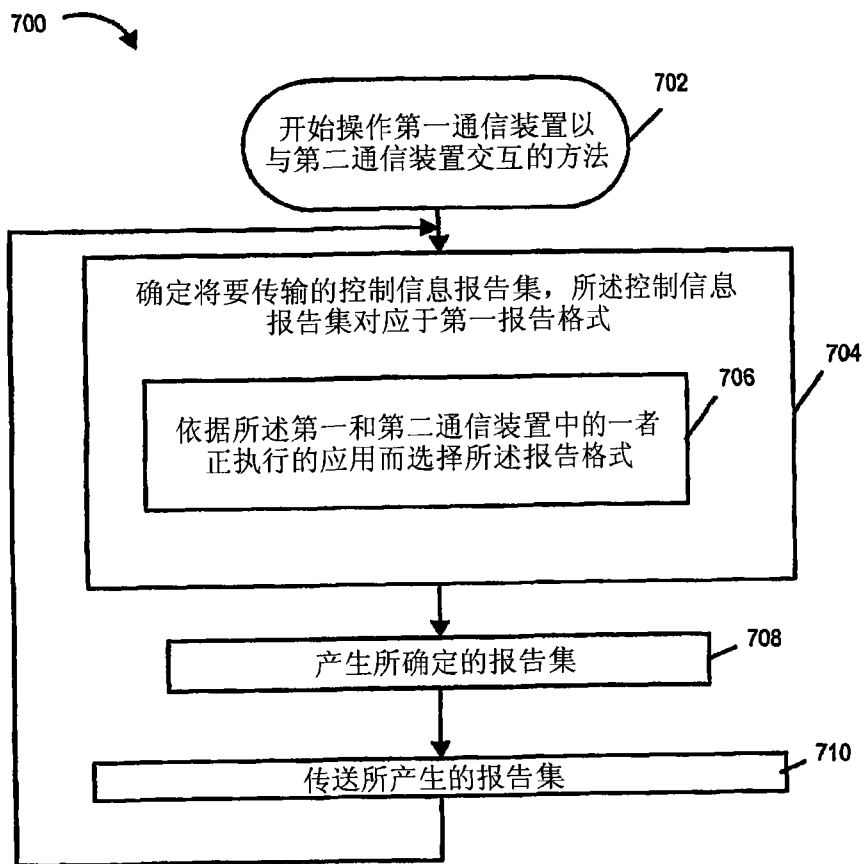 700
702
开始操作第一通信装置以
与第二通信装置交互的方法
确定将要传输的控制信息报告集，所述控制信息
报告集对应于第一报告格式
704
706
依据所述第一和第二通信装置中的一者
正执行的应用而选择所述报告格式
708
产生所确定的报告集
710
传送所产生的报告集